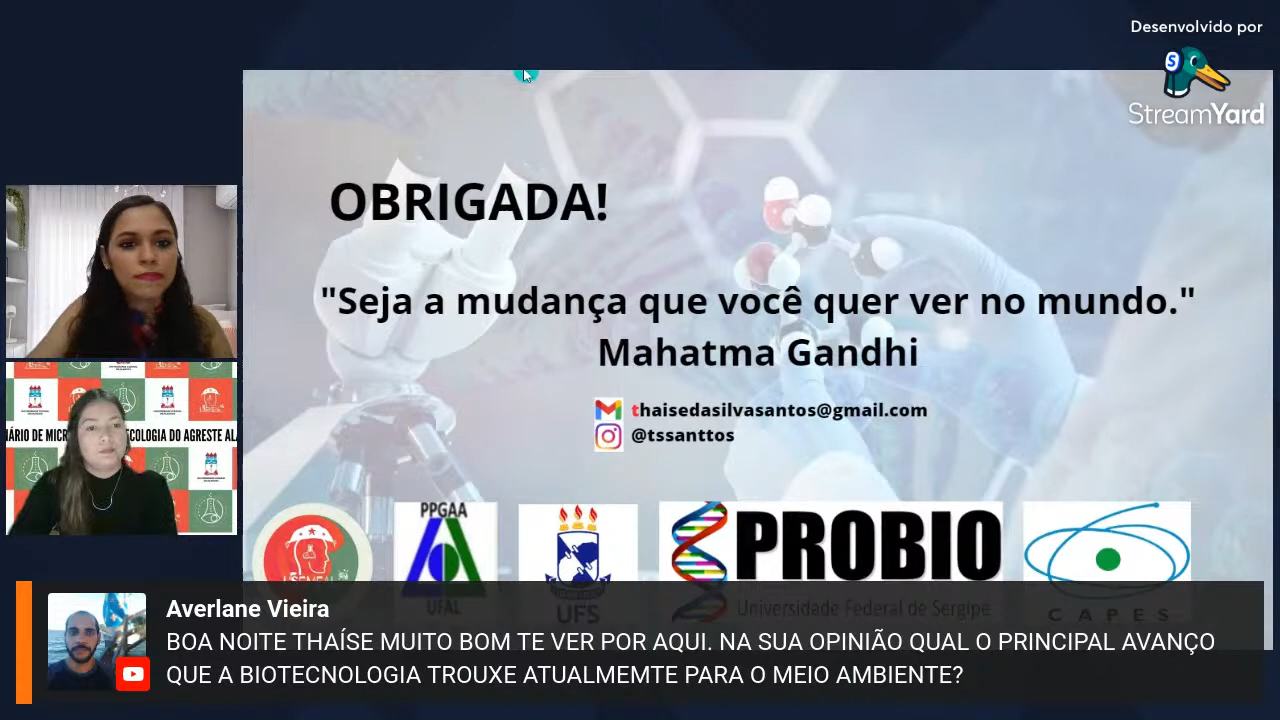 Desenvolvido por
StreamYard
OBRIGADA!
"Seja a mudança que você quer ver no mundo."
Mahatma Gandhi
thaisedasilvasantos@gmail.com
@tssanttos
PPGAA
UFAL
UFS
PROBIO
Universidade Federal de Sergipe
CAPES
Averlane Vieira
BOA NOITE THAÍSE MUITO BOM TE VER POR AQUI. NA SUA OPINIÃO QUAL O PRINCIPAL AVANÇO
QUE A BIOTECNOLOGIA TROUXE ATUALMEMTE PARA O MEIO AMBIENTE?